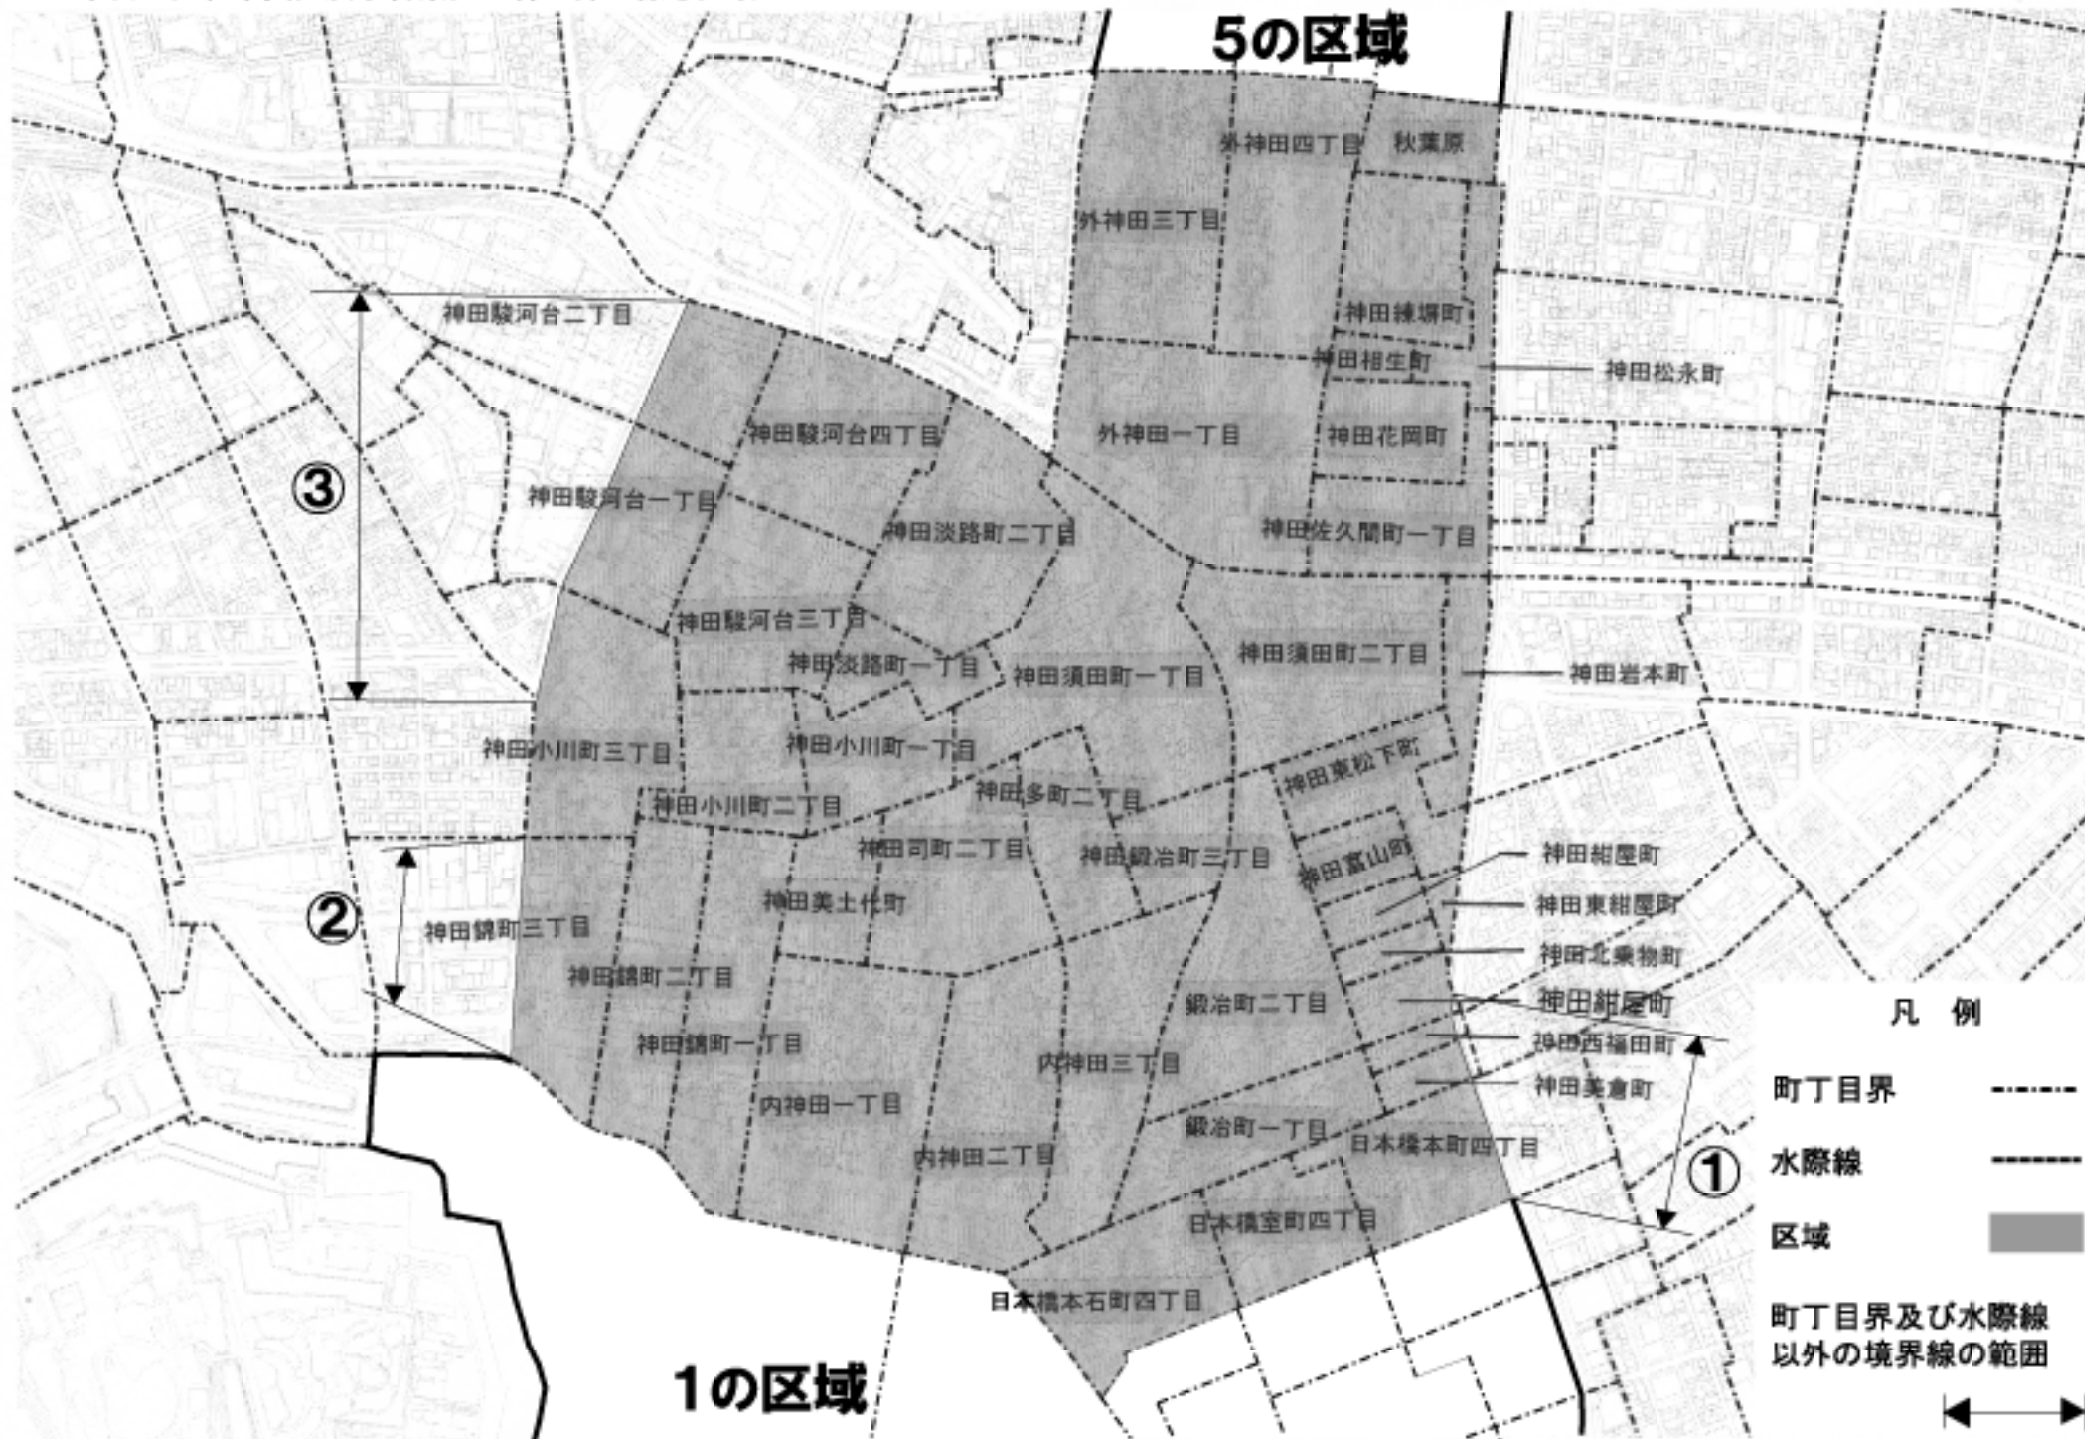 5の区域
外神田四丁目
秋葉原
外神田三丁目
神田駿河台二丁目
神田練塀町
神田相生町
神田松永町
神田駿河台四丁目
外神田一丁目
神田花岡町
③
神田駿河台一丁目
神田淡路町二丁目
神田佐久間町一丁目
神田駿河台三丁目
神田淡路町一丁目
神田須田町一丁目
神田須田町二丁目
神田岩本町
神田小川町三丁目
神田小川町一丁目
神田東松下町
神田小川町二丁目
神田多町二丁目
神田司町二丁目
神田鍛冶町三丁目
神田富山町
神田紺屋町
②
神田錦町三丁目
神田美土代町
神田東紺屋町
神田錦町二丁目
神田北乗物町
鍛冶町二丁目
神田紺屋町
神田錦町一丁目
内神田三丁目
神田西福田町
内神田一丁目
神田美倉町
鍛冶町一丁目
日本橋本町四丁目
内神田二丁目
①
日本橋室町四丁目
日本橋本石町四丁目
1の区域
凡 例
町丁目界
水際線
区域
町丁目界及び水際線
以外の境界線の範囲